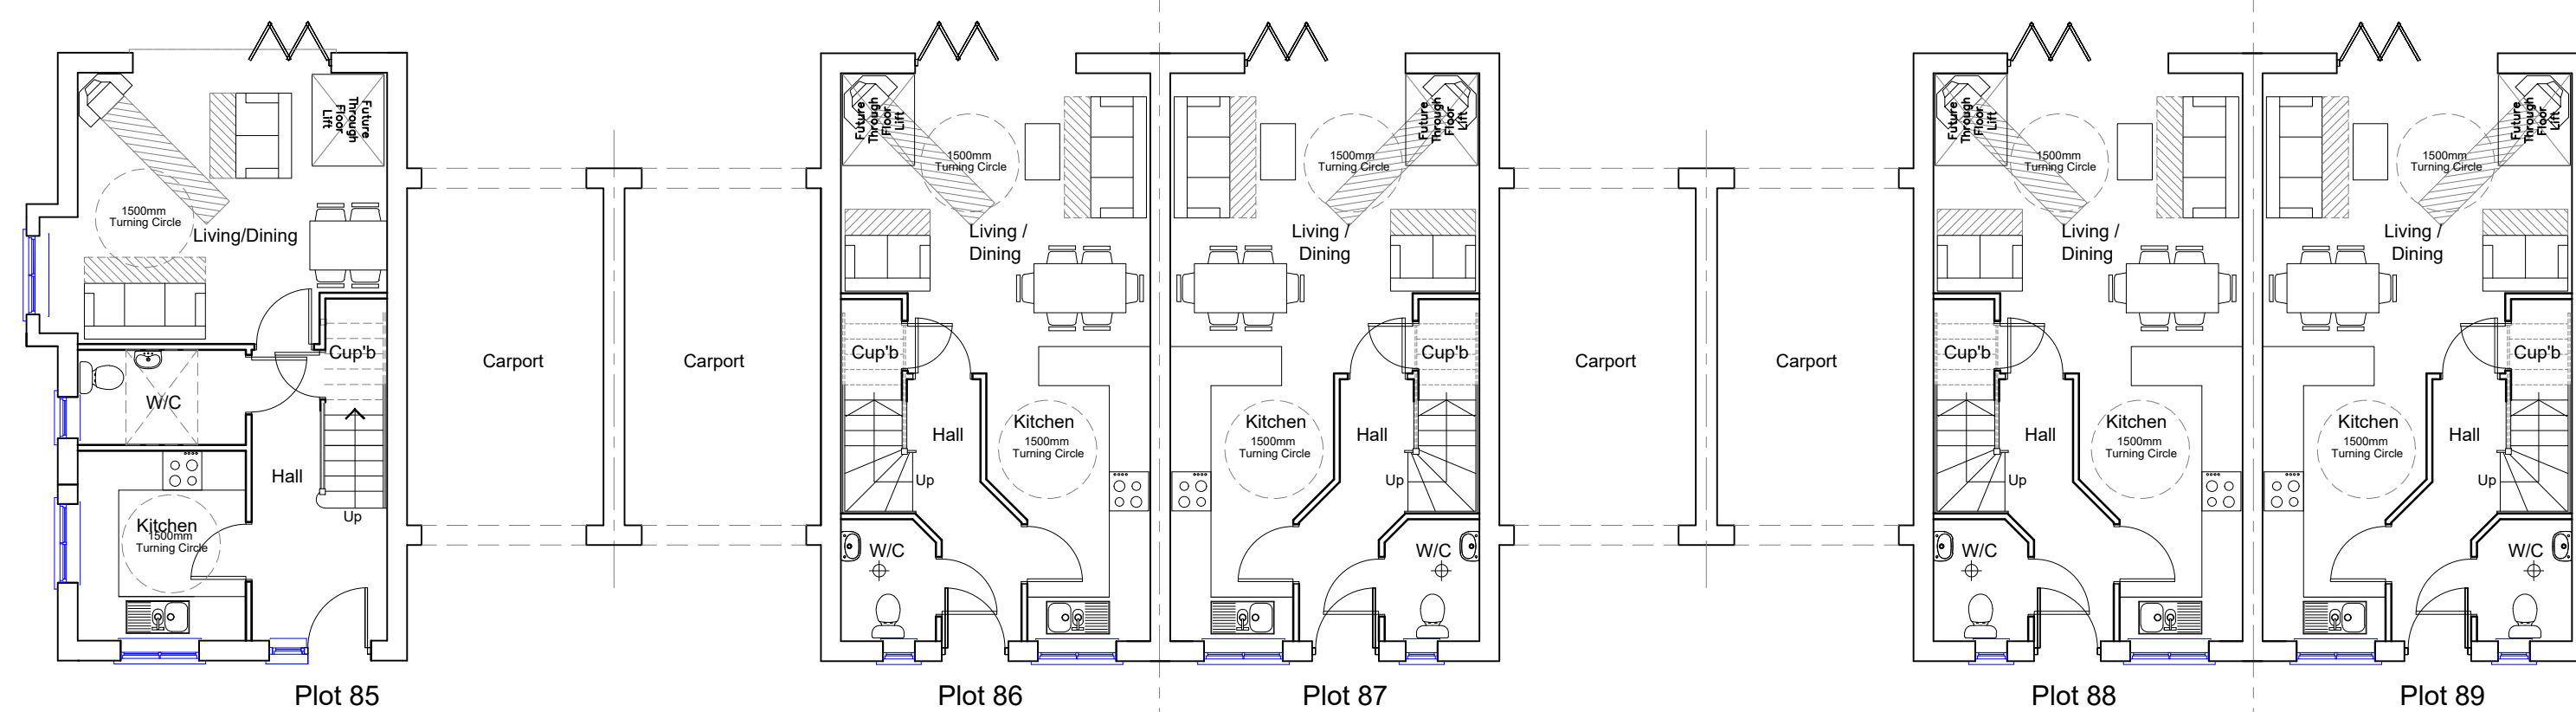 Future
Through
Floor
Lift
1500mm
Turning Circle
Living/Dining
Cup'b
W/C
Hall
Kitchen
1500mm
Turning Circle
Up
Plot 85
Carport
Carport
Future
Through
Floor
Lift
1500mm
Turning Circle
Living /
Dining
Cup'b
Hall
Kitchen
1500mm
Turning Circle
Up
W/C
Plot 86
Future
Through
Floor
Lift
1500mm
Turning Circle
Living /
Dining
Cup'b
Kitchen
1500mm
Turning Circle
Hall
Up
W/C
Plot 87
Carport
Carport
Future
Through
Floor
Lift
1500mm
Turning Circle
Living /
Dining
Cup'b
Hall
Kitchen
1500mm
Turning Circle
Up
W/C
Plot 88
Future
Through
Floor
Lift
1500mm
Turning Circle
Living /
Dining
Cup'b
Kitchen
1500mm
Turning Circle
Hall
Up
W/C
Plot 89